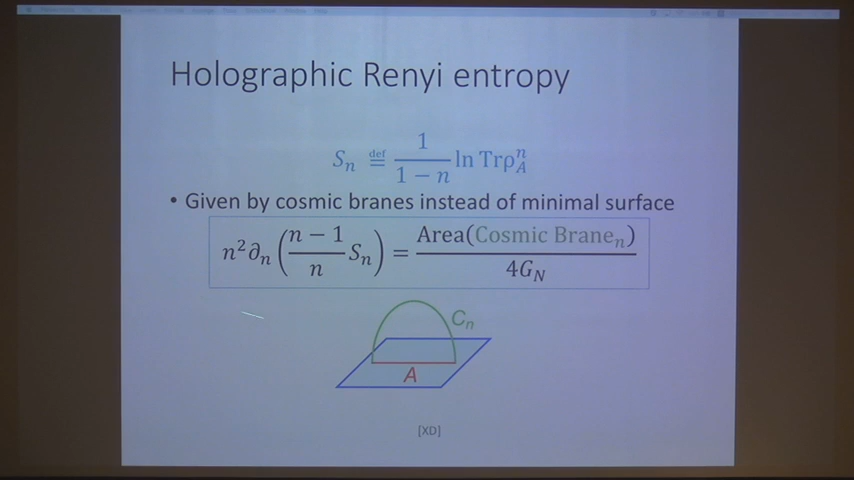 Holographic Renyi entropy
S_n ≝ 1/(1 − n) ln Trρ_A^n
• Given by cosmic branes instead of minimal surface
n²∂_n((n − 1)/n S_n) = Area(Cosmic Brane_n)/4G_N
C_n
A
[XD]